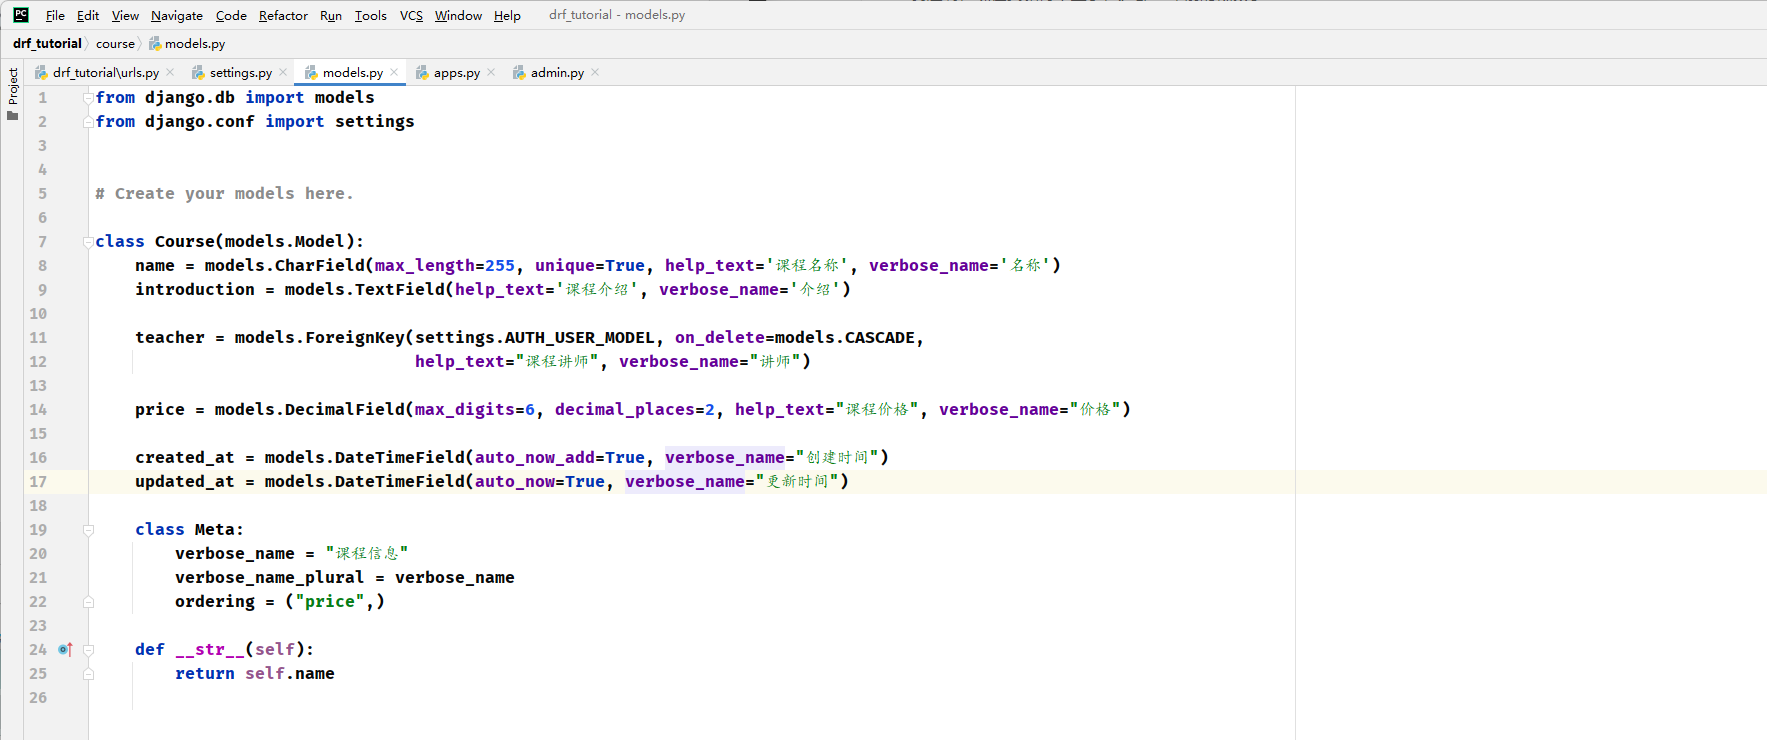 PC File Edit View Navigate Code Refactor Run Tools VCS Window Help drf_tutorial - models.py
drf_tutorial course models.py
Project
drf_tutorial\urls.py settings.py models.py apps.py admin.py
1 from django.db import models
2 from django.conf import settings
3
4
5 # Create your models here.
6
7 class Course(models.Model):
8 name = models.CharField(max_length=255, unique=True, help_text='课程名称', verbose_name='名称')
9 introduction = models.TextField(help_text='课程介绍', verbose_name='介绍')
10
11 teacher = models.ForeignKey(settings.AUTH_USER_MODEL, on_delete=models.CASCADE,
12 help_text="课程讲师", verbose_name="讲师")
13
14 price = models.DecimalField(max_digits=6, decimal_places=2, help_text="课程价格", verbose_name="价格")
15
16 created_at = models.DateTimeField(auto_now_add=True, verbose_name="创建时间")
17 updated_at = models.DateTimeField(auto_now=True, verbose_name="更新时间")
18
19 class Meta:
20 verbose_name = "课程信息"
21 verbose_name_plural = verbose_name
22 ordering = ("price",)
23
24 def __str__(self):
25 return self.name
26